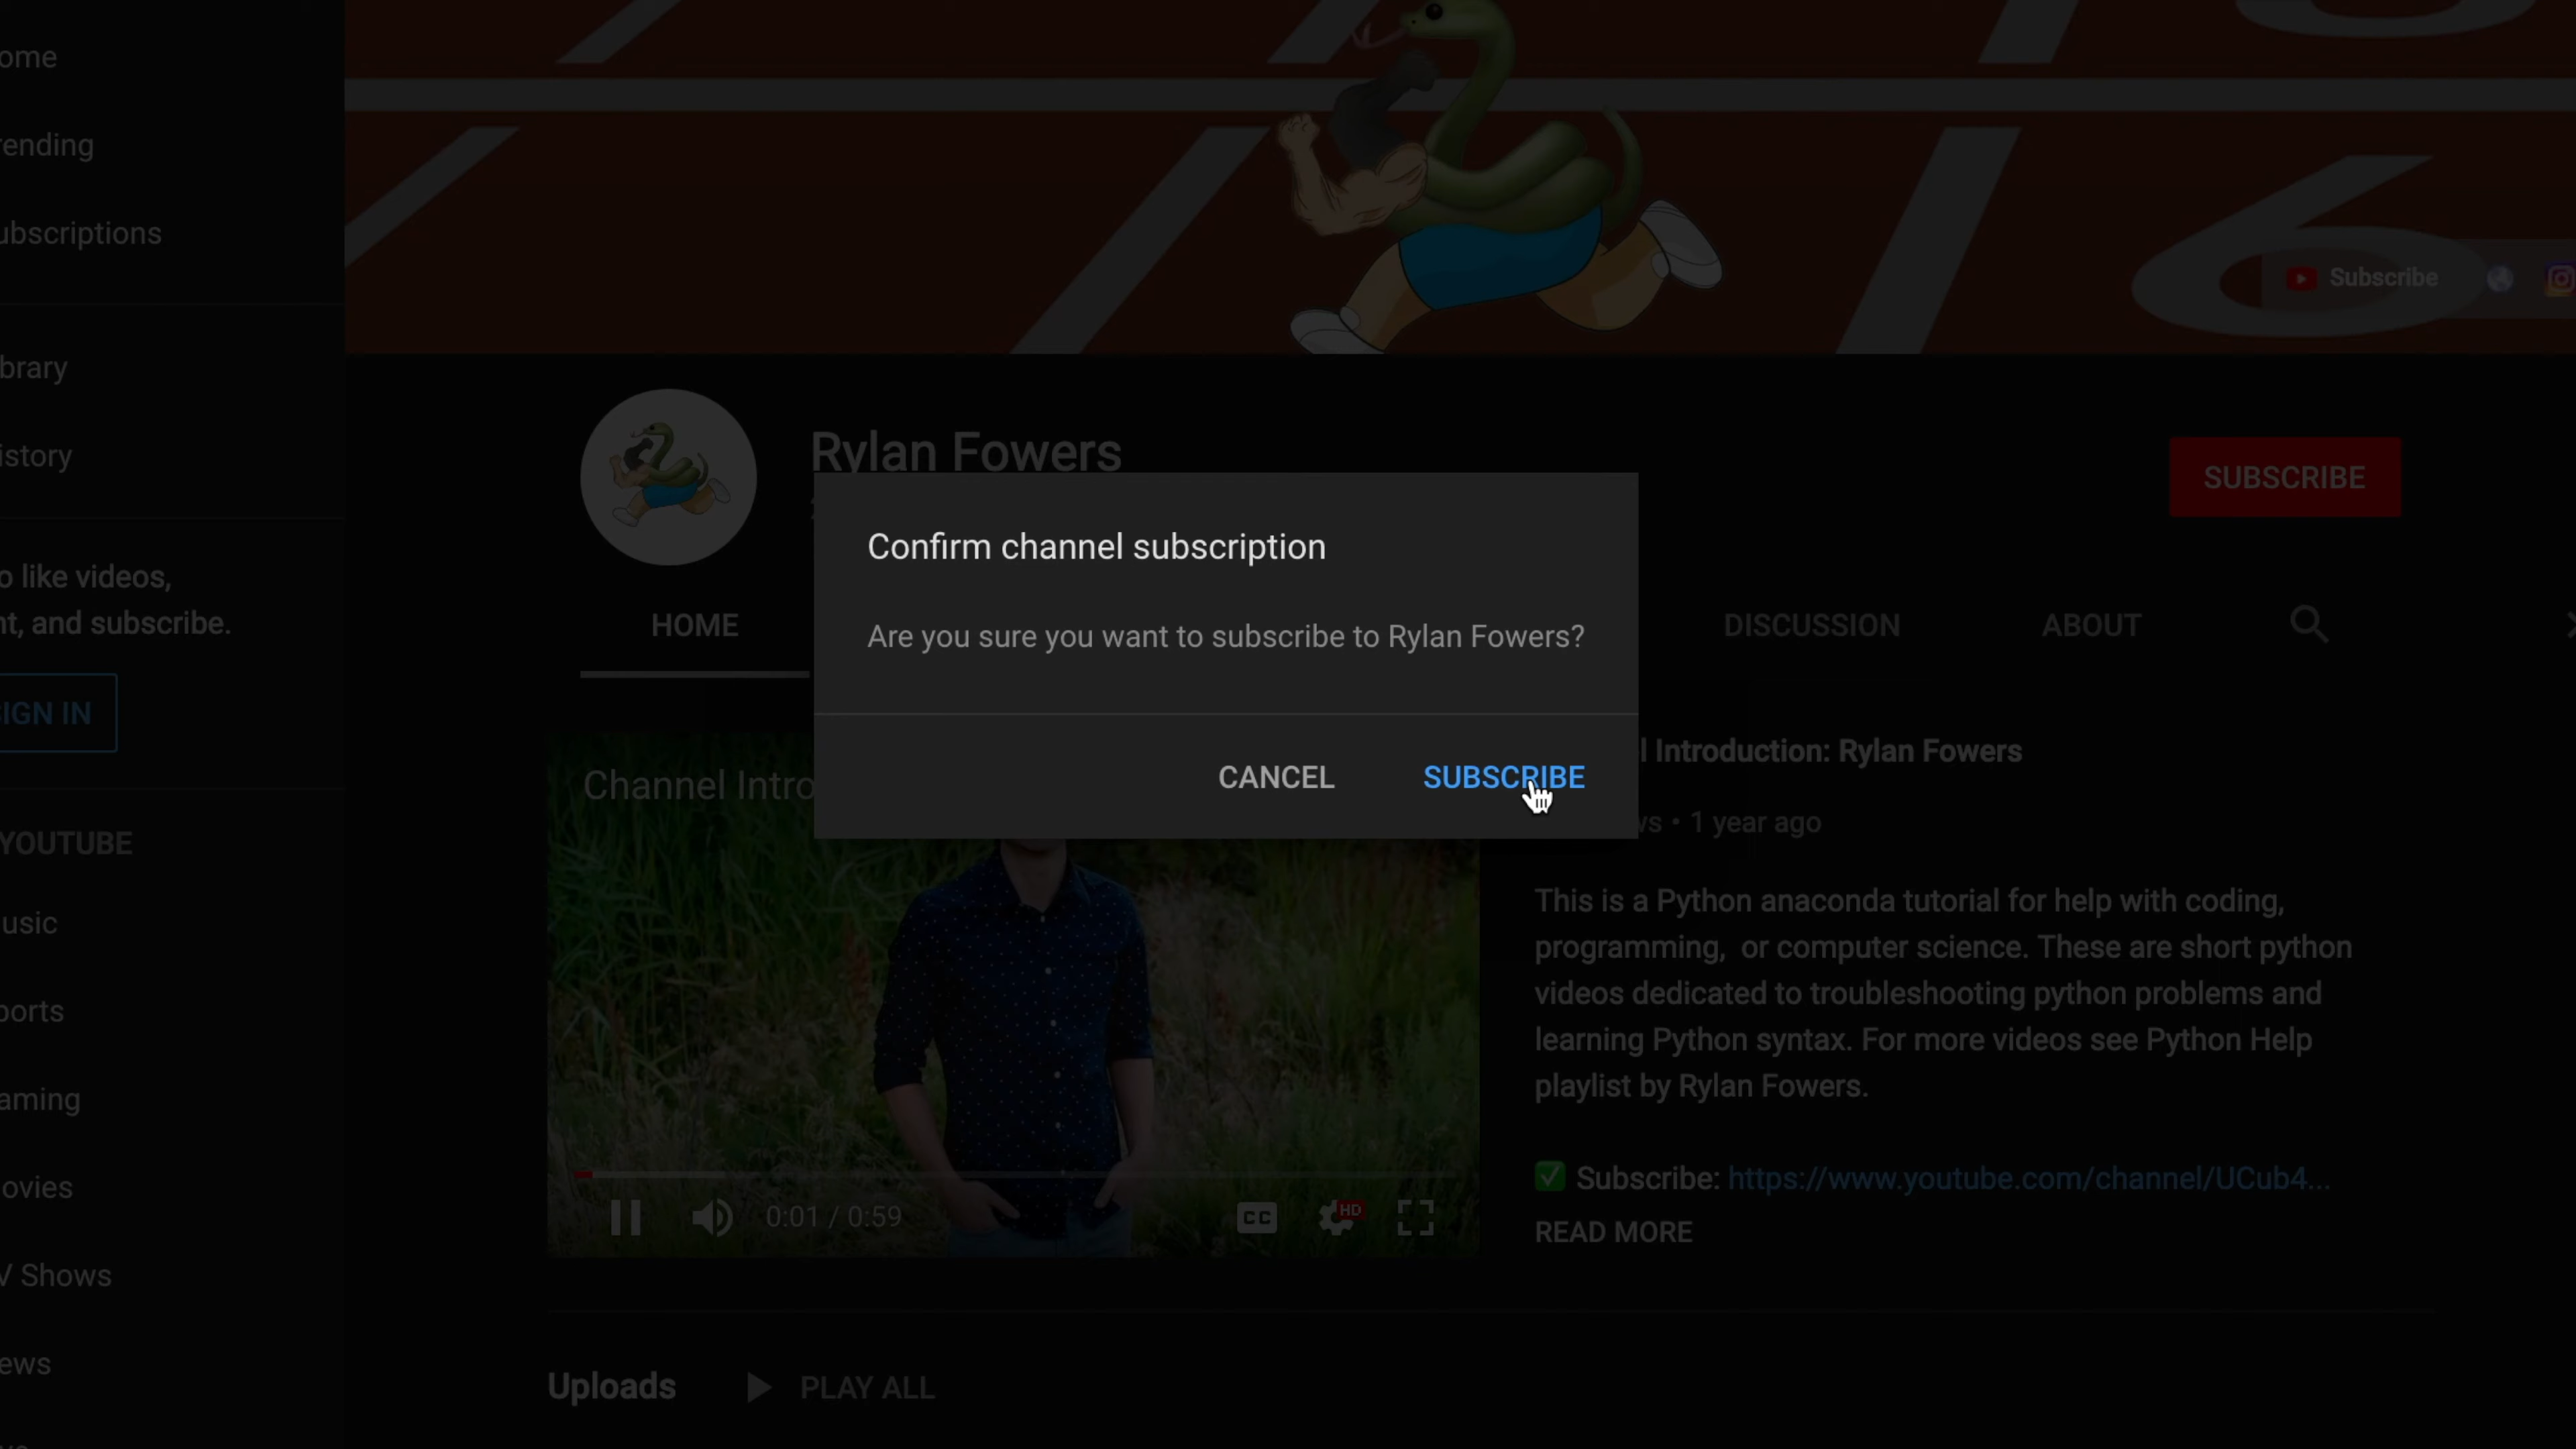 ome
rending
ubscriptions
ibrary
istory
o like videos,
nt, and subscribe.
IGN IN
YOUTUBE
usic
ports
aming
ovies
V Shows
ews
6
Subscribe
Rylan Fowers
SUBSCRIBE
HOME
DISCUSSION
ABOUT
Confirm channel subscription
Are you sure you want to subscribe to Rylan Fowers?
CANCEL
SUBSCRIBE
Channel Intro
0:01 / 0:59
CC
HD
l Introduction: Rylan Fowers
ws • 1 year ago
This is a Python anaconda tutorial for help with coding,
programming,  or computer science. These are short python
videos dedicated to troubleshooting python problems and
learning Python syntax. For more videos see Python Help
playlist by Rylan Fowers.
✅ Subscribe: https://www.youtube.com/channel/UCub4...
READ MORE
Uploads
PLAY ALL